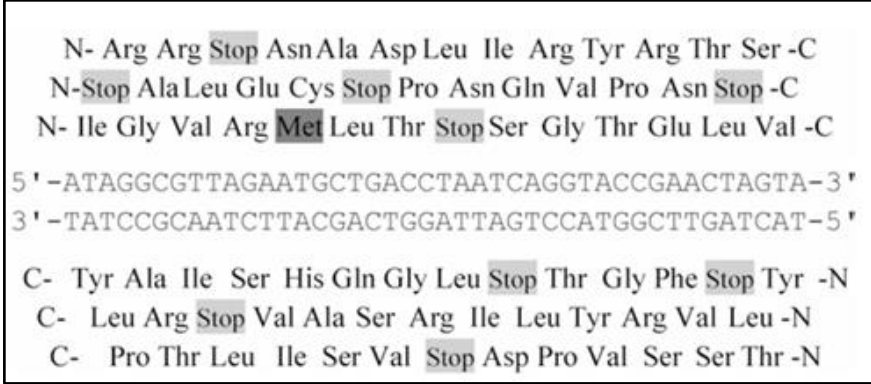 N- Arg Arg Stop Asn Ala Asp Leu Ile Arg Tyr Arg Thr Ser -C
N-Stop Ala Leu Glu Cys Stop Pro Asn Gln Val Pro Asn Stop -C
N- Ile Gly Val Arg Met Leu Thr Stop Ser Gly Thr Glu Leu Val -C
5'-ATAGGCGTTAGAATGCTGACCTAATCAGGTACCGAACTAGTA-3'
3'-TATCCGCAATCTTACGACTGGATTAGTCCATGGCTTGATCAT-5'
C- Tyr Ala Ile Ser His Gln Gly Leu Stop Thr Gly Phe Stop Tyr -N
C- Leu Arg Stop Val Ala Ser Arg Ile Leu Tyr Arg Val Leu -N
C- Pro Thr Leu Ile Ser Val Stop Asp Pro Val Ser Ser Thr -N